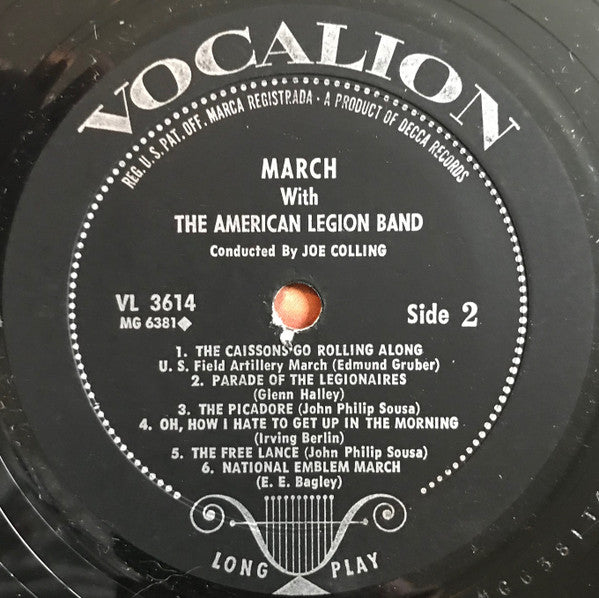 VOCALION
REG. U.S. PAT. OFF. MARCA REGISTRADA · A PRODUCT OF DECCA RECORDS
MARCH
With
THE AMERICAN LEGION BAND
Conducted By JOE COLLING
VL 3614
MG 6381◆
Side 2
1. THE CAISSONS GO ROLLING ALONG
U. S. Field Artillery March (Edmund Gruber)
2. PARADE OF THE LEGIONAIRES
(Glenn Halley)
3. THE PICADORE (John Philip Sousa)
4. OH, HOW I HATE TO GET UP IN THE MORNING
(Irving Berlin)
5. THE FREE LANCE (John Philip Sousa)
6. NATIONAL EMBLEM MARCH
(E. E. Bagley)
LONG PLAY